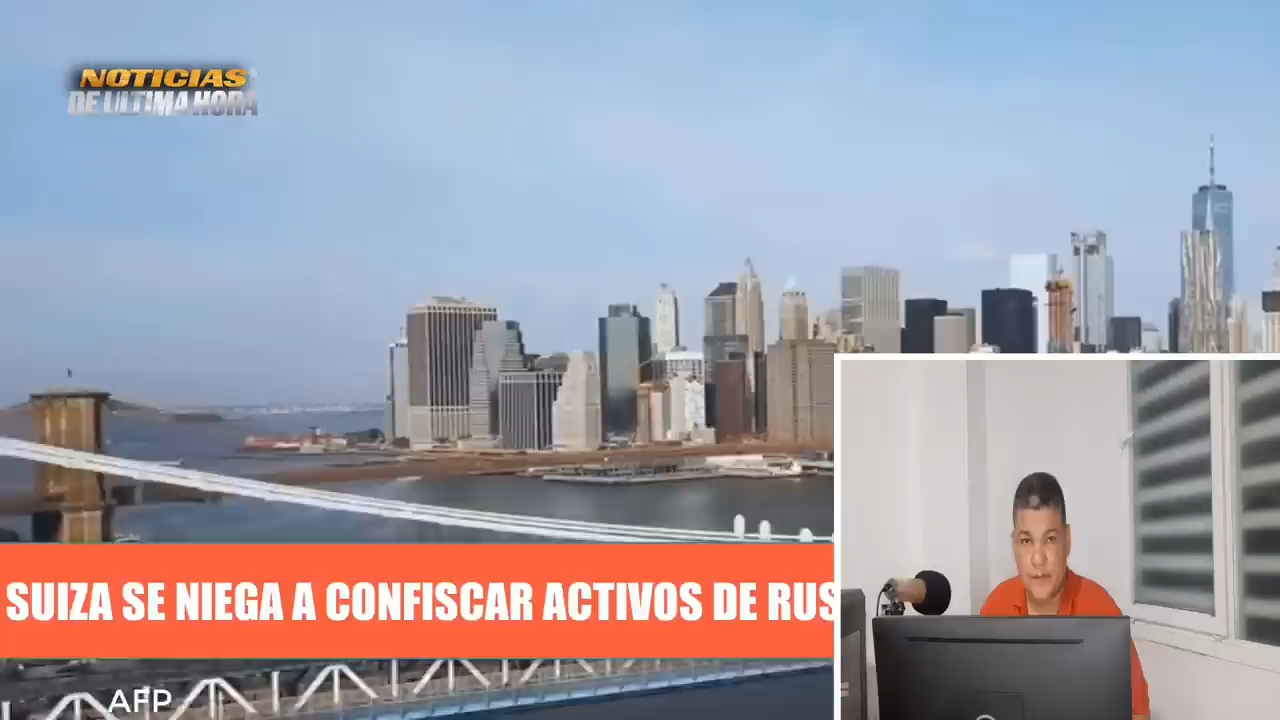 NOTICIAS
DE ULTIMA HORA
SUIZA SE NIEGA A CONFISCAR ACTIVOS DE RUS
AFP